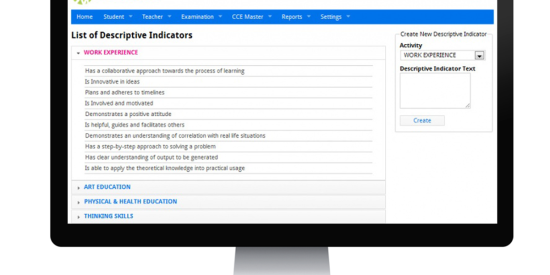 Home Student Teacher Examination CCE Master Reports Settings
List of Descriptive Indicators
WORK EXPERIENCE
Has a collaborative approach towards the process of learning
Is Innovative in ideas
Plans and adheres to timelines
Is Involved and motivated
Demonstrates a positive attitude
Is helpful, guides and facilitates others
Demonstrates an understanding of correlation with real life situations
Has a step-by-step approach to solving a problem
Has clear understanding of output to be generated
Is able to apply the theoretical knowledge into practical usage
ART EDUCATION
PHYSICAL & HEALTH EDUCATION
THINKING SKILLS
Create New Descriptive Indicator
Activity
WORK EXPERIENCE
Descriptive Indicator Text
Create